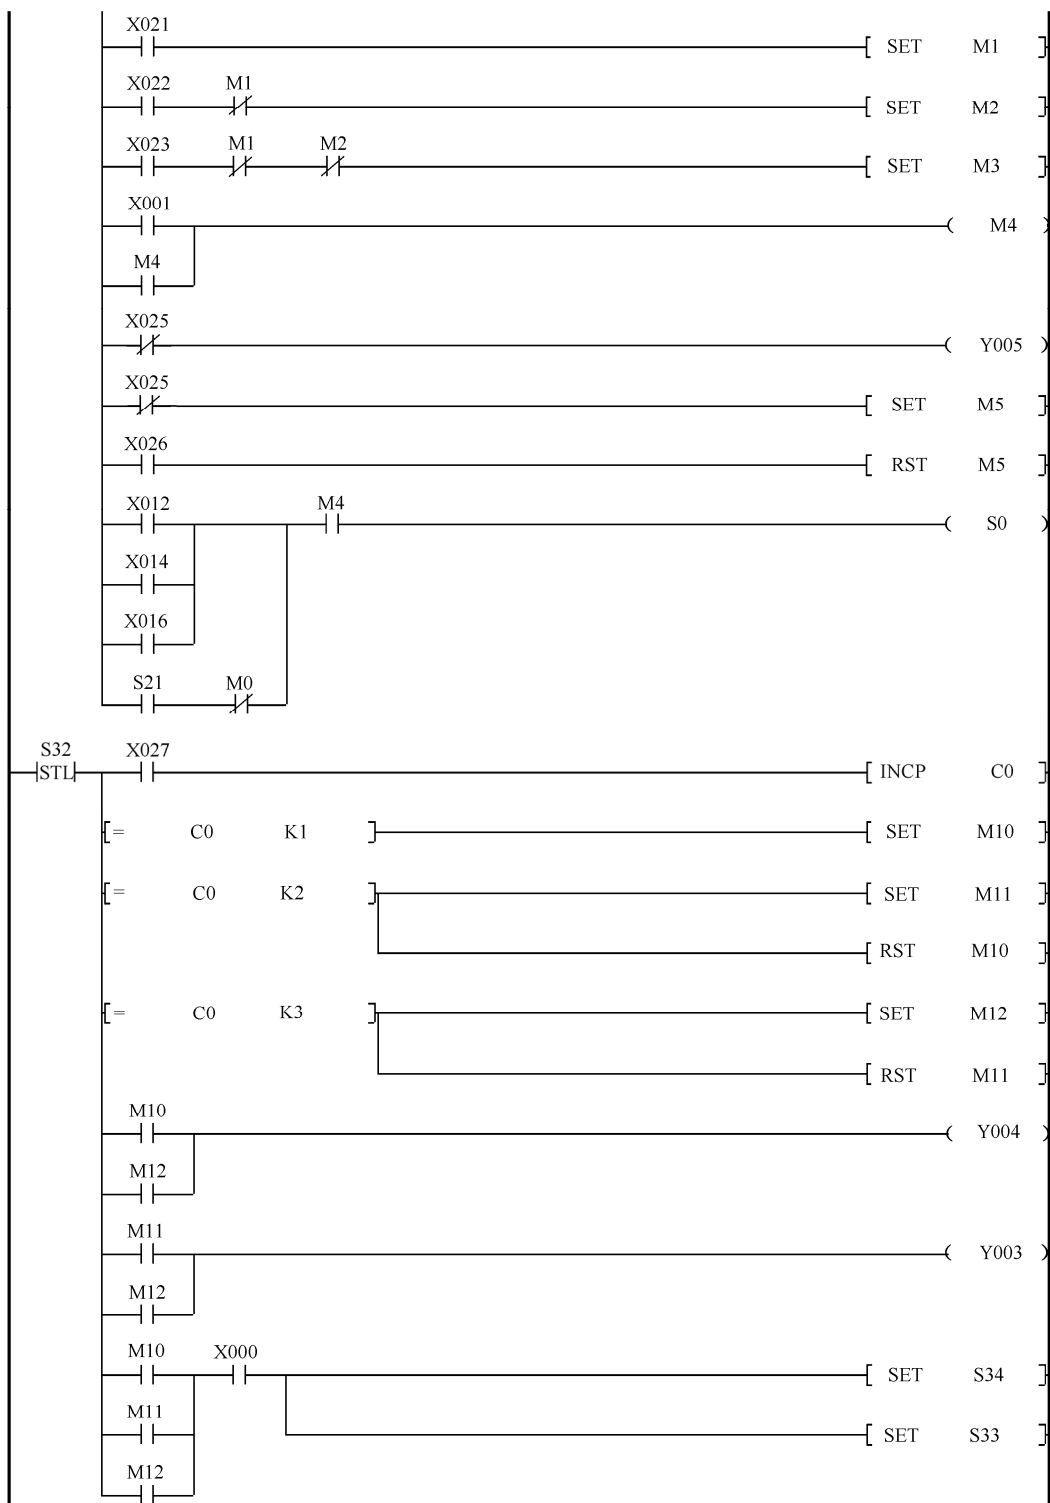 X021
SET M1
X022 M1
SET M2
X023 M1 M2
SET M3
X001
M4
M4
X025
Y005
X025
SET M5
X026
RST M5
X012 M4
S0
X014
X016
S21 M0
S32 X027
STL INCP C0
= C0 K1 SET M10
= C0 K2 SET M11
RST M10
= C0 K3 SET M12
RST M11
M10
Y004
M12
M11
Y003
M12
M10 X000
SET S34
M11
SET S33
M12